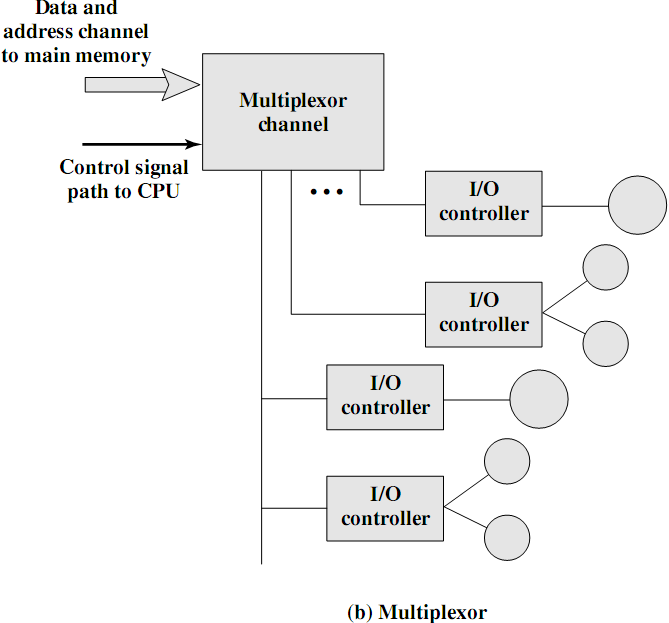 Data and
address channel
to main memory
Multiplexor
channel
Control signal
path to CPU
• • •
I/O
controller
I/O
controller
I/O
controller
I/O
controller
(b) Multiplexor